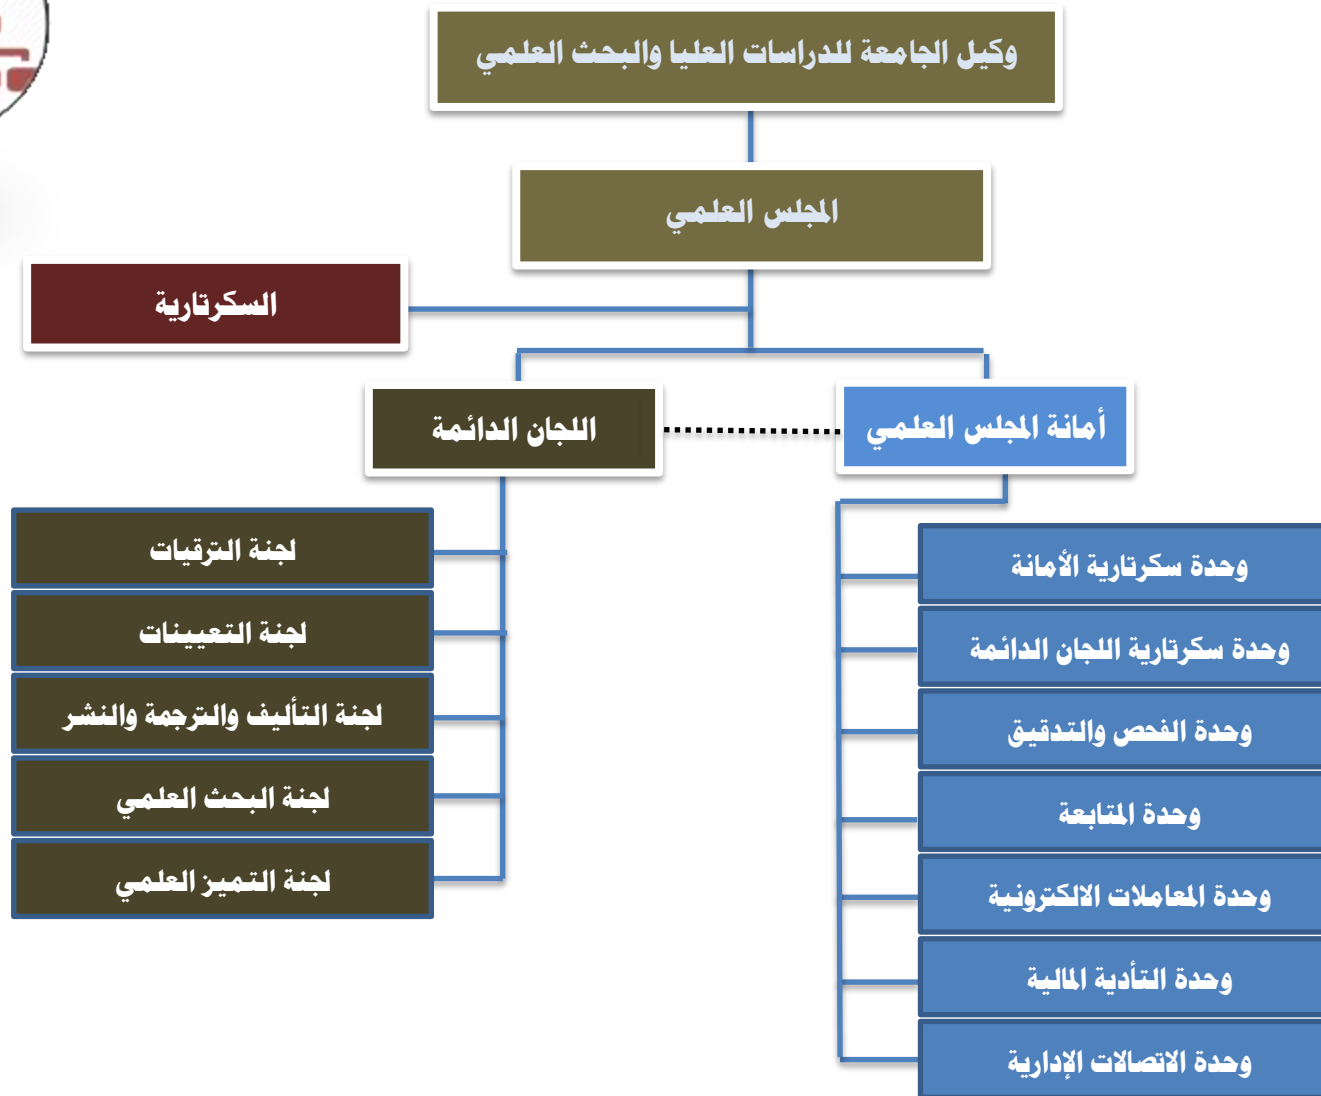 وكيل الجامعة للدراسات العليا والبحث العلمي
المجلس العلمي
السكرتارية
أمانة المجلس العلمي
اللجان الدائمة
وحدة سكرتارية الأمانة
وحدة سكرتارية اللجان الدائمة
وحدة الفحص والتدقيق
وحدة المتابعة
وحدة المعاملات الالكترونية
وحدة التأدية المالية
وحدة الاتصالات الإدارية
لجنة الترقيات
لجنة التعيينات
لجنة التأليف والترجمة والنشر
لجنة البحث العلمي
لجنة التميز العلمي